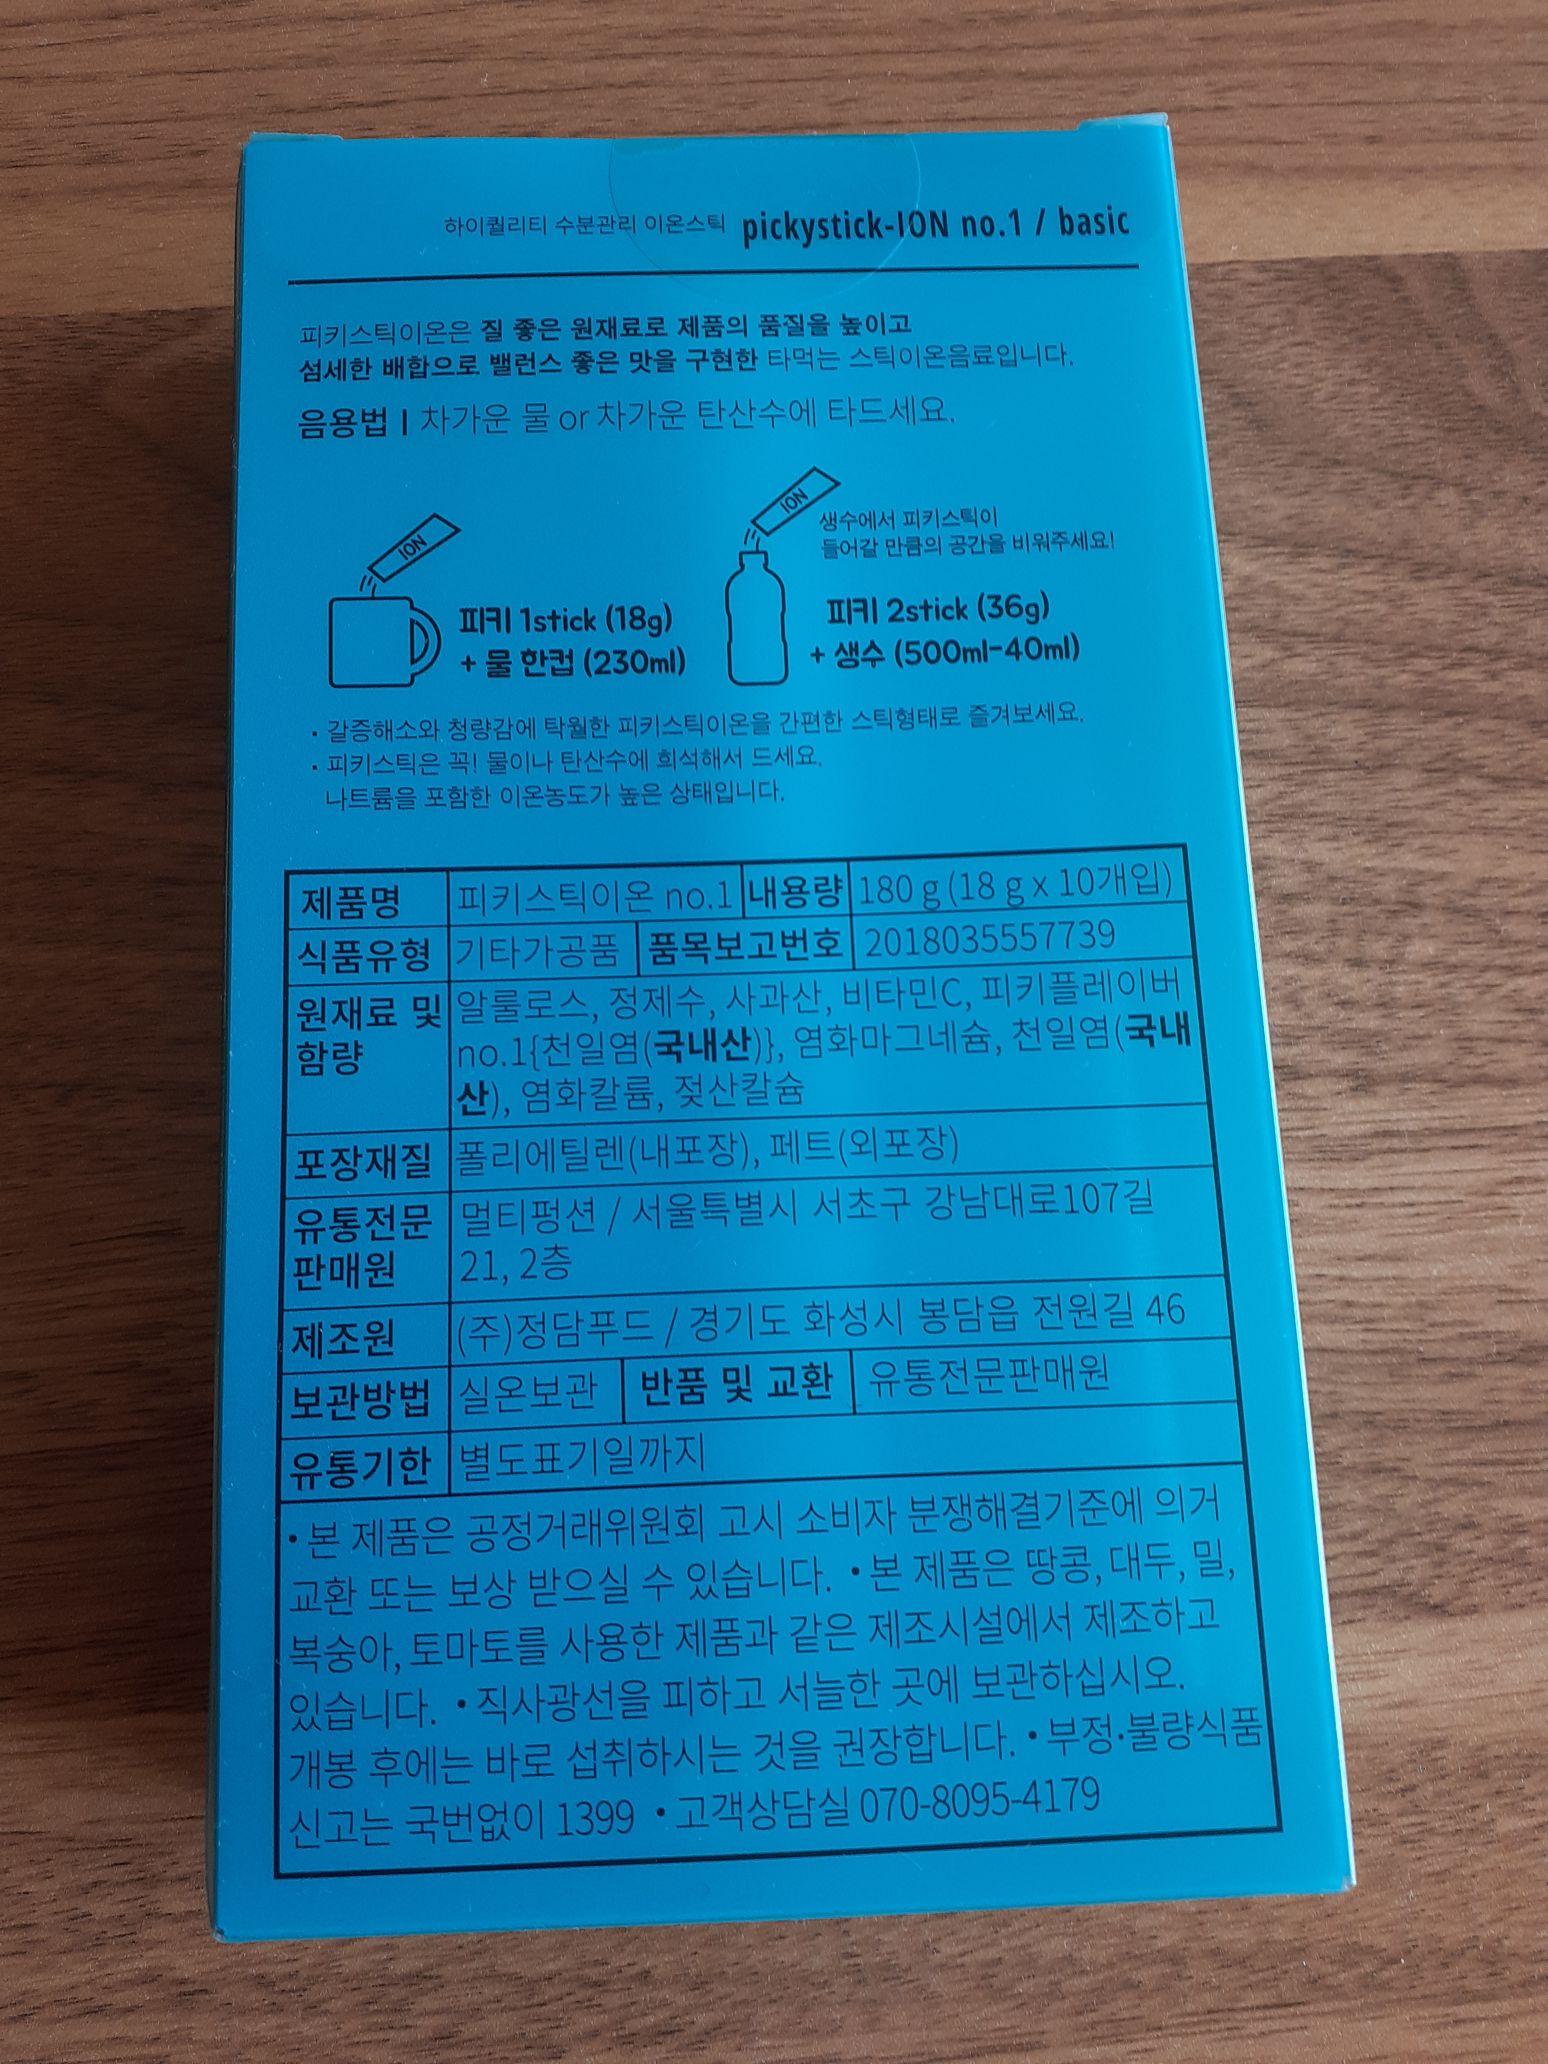 하이퀄리티 수분관리 이온스틱 pickystick-ION no.1 / basic
피키스틱이온은 질 좋은 원재료로 제품의 품질을 높이고
섬세한 배합으로 밸런스 좋은 맛을 구현한 타먹는 스틱이온음료입니다.
음용법 | 차가운 물 or 차가운 탄산수에 타드세요.
ION
ION
생수에서 피키스틱이
들어갈 만큼의 공간을 비워주세요!
피키 1stick (18g)
+ 물 한컵 (230ml)
피키 2stick (36g)
+ 생수 (500ml-40ml)
· 갈증해소와 청량감에 탁월한 피키스틱이온을 간편한 스틱형태로 즐겨보세요.
· 피키스틱은 꼭! 물이나 탄산수에 희석해서 드세요.
나트륨을 포함한 이온농도가 높은 상태입니다.
제품명 피키스틱이온 no.1 내용량 180 g (18 g x 10개입)
식품유형 기타가공품 품목보고번호 2018035557739
원재료 및 함량
알룰로스, 정제수, 사과산, 비타민C, 피키플레이버
no.1{천일염(국내산)}, 염화마그네슘, 천일염(국내
산), 염화칼륨, 젖산칼슘
포장재질 폴리에틸렌(내포장), 페트(외포장)
유통전문 판매원
멀티펑션 / 서울특별시 서초구 강남대로107길
21, 2층
제조원 (주)정담푸드 / 경기도 화성시 봉담읍 전원길 46
보관방법 실온보관 반품 및 교환 유통전문판매원
유통기한 별도표기일까지
• 본 제품은 공정거래위원회 고시 소비자 분쟁해결기준에 의거
교환 또는 보상 받으실 수 있습니다. • 본 제품은 땅콩, 대두, 밀,
복숭아, 토마토를 사용한 제품과 같은 제조시설에서 제조하고
있습니다. • 직사광선을 피하고 서늘한 곳에 보관하십시오.
개봉 후에는 바로 섭취하시는 것을 권장합니다. • 부정·불량식품
신고는 국번없이 1399 • 고객상담실 070-8095-4179